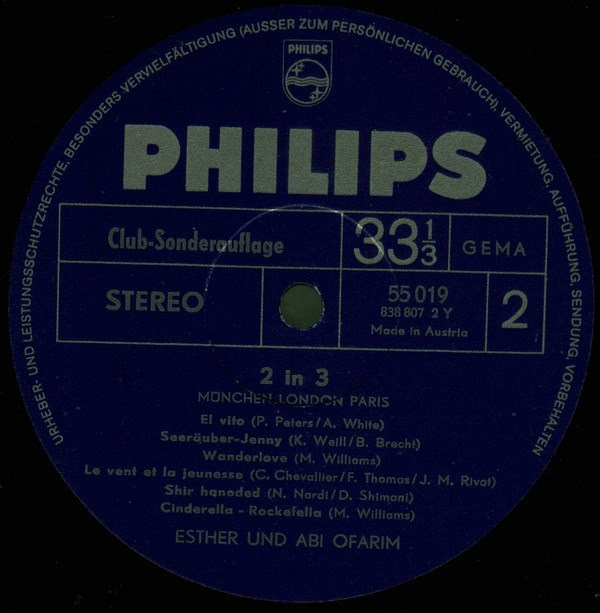 URHEBER- UND LEISTUNGSSCHUTZRECHTE, BESONDERS VERVIELFÄLTIGUNG (AUSSER ZUM PERSÖNLICHEN GEBRAUCH), VERMIETUNG, AUFFÜHRUNG, SENDUNG, VORBEHALTEN
PHILIPS
PHILIPS
Club-Sonderauflage
33 1/3
GEMA
STEREO
55 019
838 807 2 Y
Made in Austria
2
2 in 3
MÜNCHEN LONDON PARIS
El vito (P. Peters/A. White)
Seeräuber-Jenny (K. Weill/B. Brecht)
Wanderlove (M. Williams)
Le vent et la jeunesse (C. Chevallier/F. Thomas/J. M. Rivat)
Shir hanoded (N. Nardi/D. Shimoni)
Cinderella - Rockefella (M. Williams)
ESTHER UND ABI OFARIM